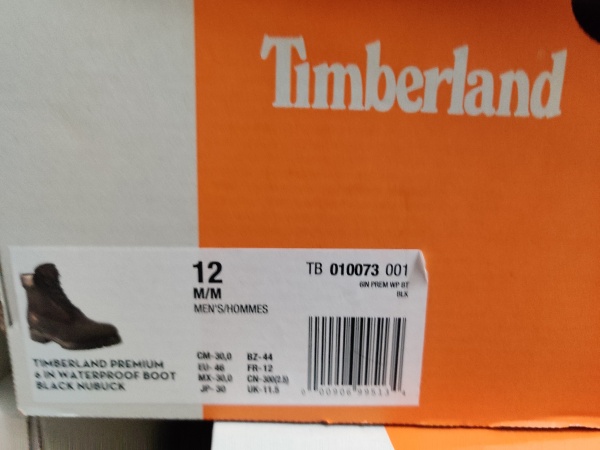 Timberland
12
M/M
MEN'S/HOMMES
TB 010073 001
6IN PREM WP BT
BLK
TIMBERLAND PREMIUM
6 IN WATERPROOF BOOT
BLACK NUBUCK
CM-30,0 BZ-44
EU-46 FR-12
MX-30,0 CN-300(2.5)
JP-30 UK-11.5
00906 99513